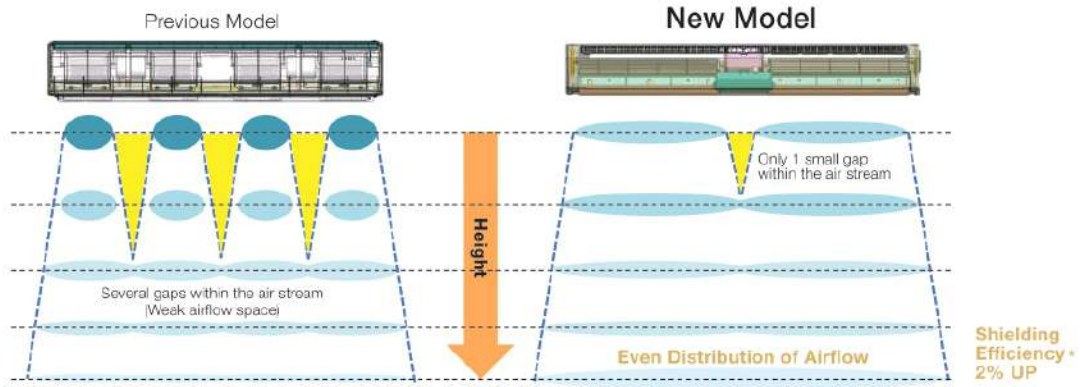 Previous Model
New Model
Only 1 small gap
within the air stream
Height
Several gaps within the air stream
(Weak airflow space)
Even Distribution of Airflow
Shielding
Efficiency *
2% UP